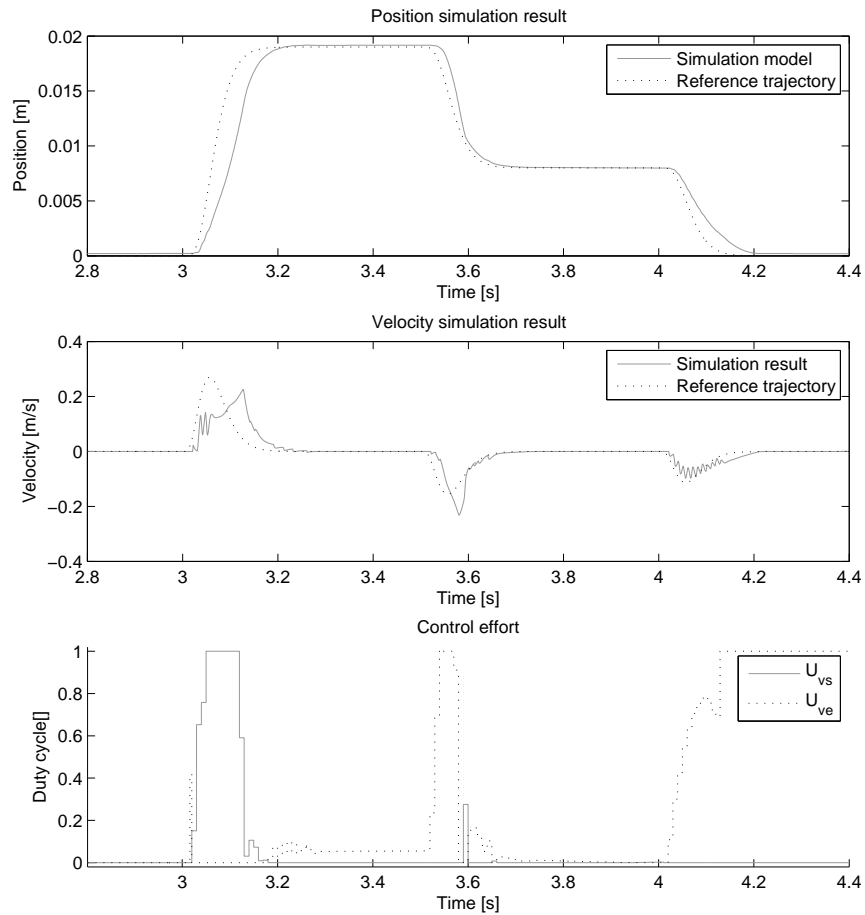 Position simulation result
0.02
0.015
0.01
0.005
0
Position [m]
Simulation model
Reference trajectory
2.8 3 3.2 3.4 3.6 3.8 4 4.2 4.4
Time [s]
Velocity simulation result
0.4
0.2
0
−0.2
−0.4
Velocity [m/s]
Simulation result
Reference trajectory
2.8 3 3.2 3.4 3.6 3.8 4 4.2 4.4
Time [s]
Control effort
1
0.8
0.6
0.4
0.2
0
Duty cycle[]
U_vs
U_ve
2.8 3 3.2 3.4 3.6 3.8 4 4.2 4.4
Time [s]